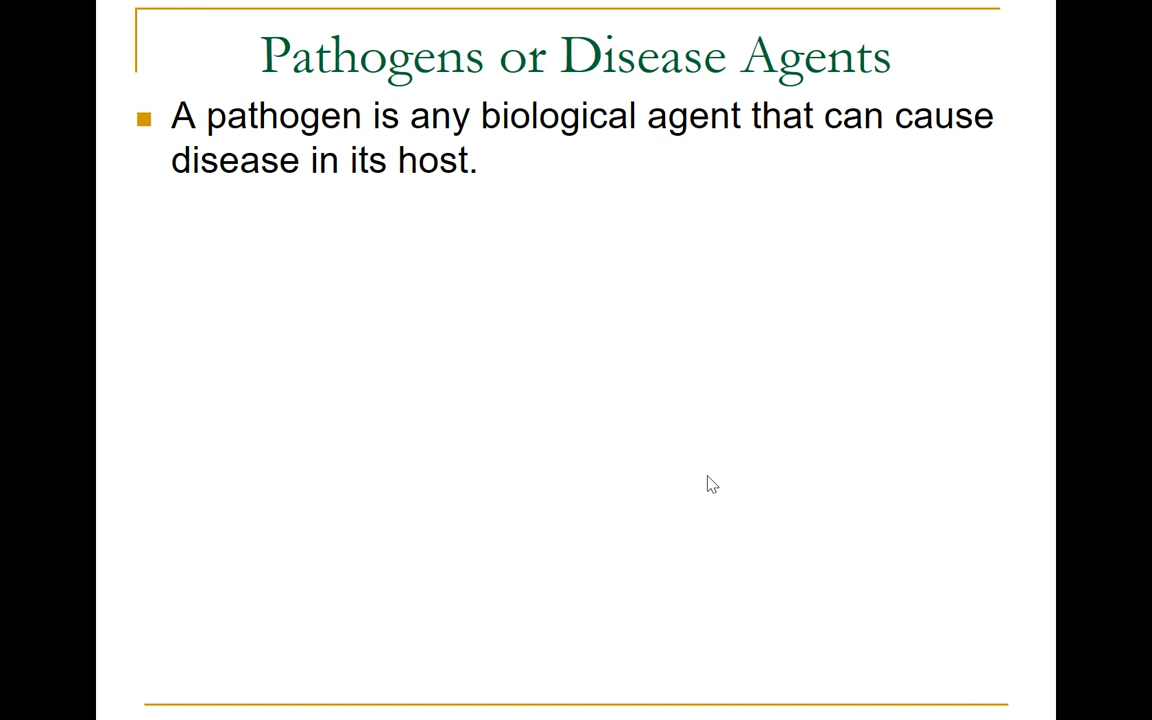 Pathogens or Disease Agents
A pathogen is any biological agent that can cause
disease in its host.